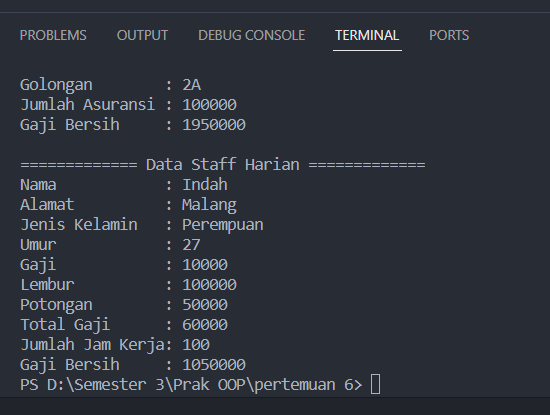 PROBLEMS OUTPUT DEBUG CONSOLE TERMINAL PORTS
Golongan : 2A
Jumlah Asuransi : 100000
Gaji Bersih : 1950000
============= Data Staff Harian =============
Nama : Indah
Alamat : Malang
Jenis Kelamin : Perempuan
Umur : 27
Gaji : 10000
Lembur : 100000
Potongan : 50000
Total Gaji : 60000
Jumlah Jam Kerja: 100
Gaji Bersih : 1050000
PS D:\Semester 3\Prak OOP\pertemuan 6>